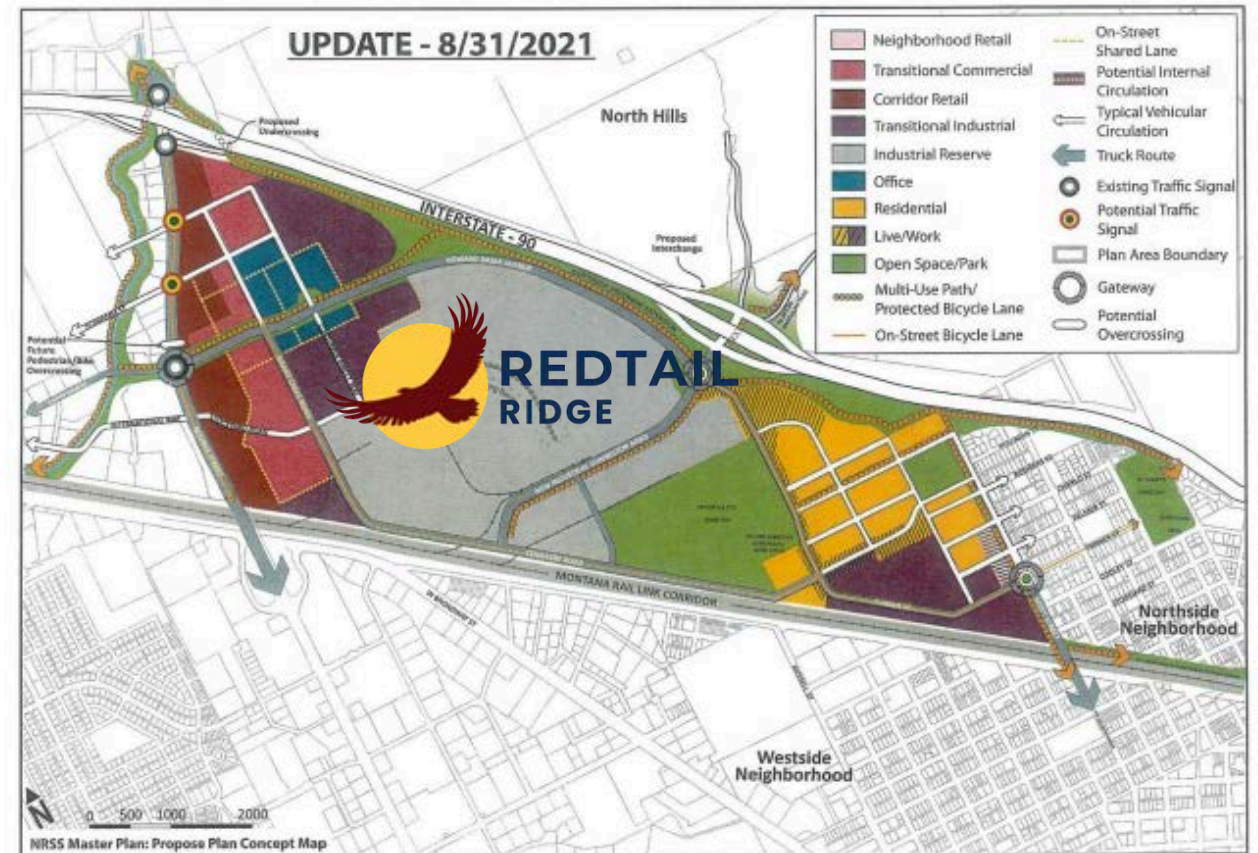 UPDATE - 8/31/2021
Neighborhood Retail
Transitional Commercial
Corridor Retail
Transitional Industrial
Industrial Reserve
Office
Residential
Live/Work
Open Space/Park
Multi-Use Path/
Protected Bicycle Lane
On-Street Bicycle Lane
On-Street
Shared Lane
Potential Internal
Circulation
Typical Vehicular
Circulation
Truck Route
Existing Traffic Signal
Potential Traffic
Signal
Plan Area Boundary
Gateway
Potential
Overcrossing
North Hills
Proposed
Undercrossing
INTERSTATE - 90
Proposed
Interchange
Potential
Future
Pedestrian/Bike
Overcrossing
REDTAIL
RIDGE
MONTANA RAIL LINK CORRIDOR
W BROADWAY ST
Northside
Neighborhood
Westside
Neighborhood
N
0 500 1000 2000
NRSS Master Plan: Propose Plan Concept Map